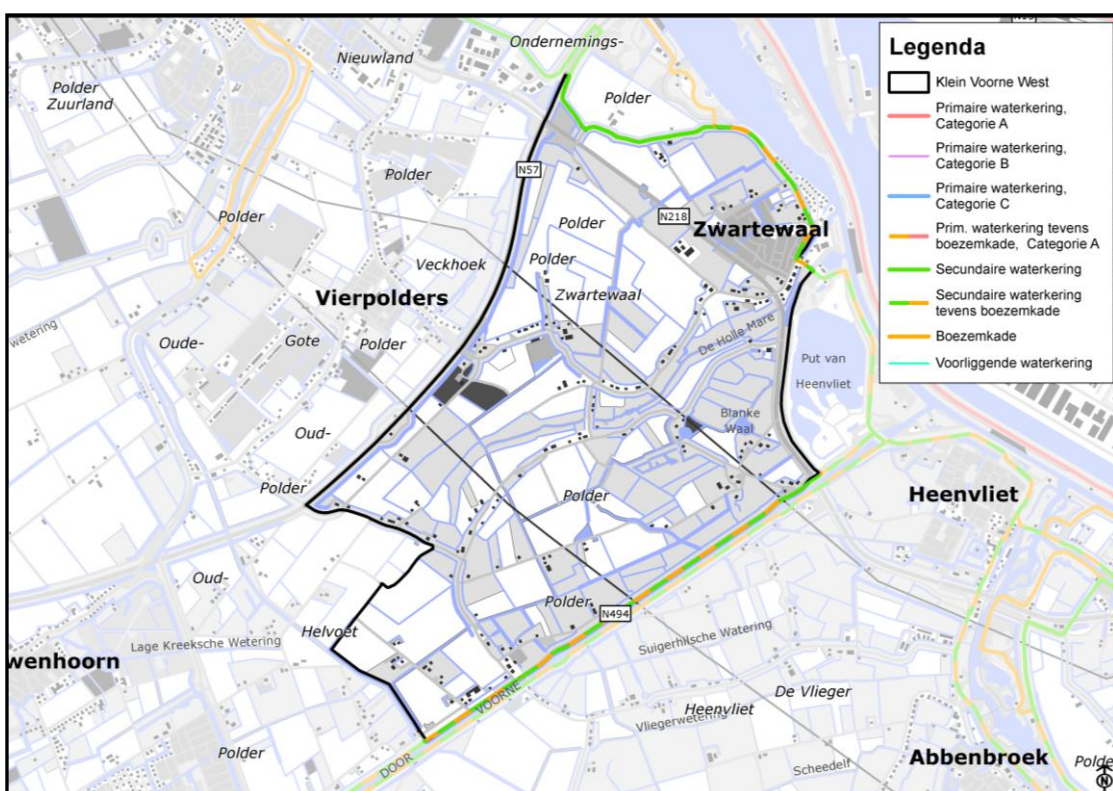 Legenda
Klein Voorne West
Primaire waterkering,
Categorie A
Primaire waterkering,
Categorie B
Primaire waterkering,
Categorie C
Prim. waterkering tevens
boezemkade, Categorie A
Secundaire waterkering
Secundaire waterkering
tevens boezemkade
Boezemkade
Voorliggende waterkering
Ondernemings-
Nieuwland
Polder
Zuurland
Polder
N57
Polder
Polder
N218
Polder
Zwartewaal
Polder
Veckhoek
Vierpolders
Zwartewaal
wetering
Oude-
Gote
Polder
De Holle Mare
Put van
Heenvliet
Blanke
Waal
Oud-
Polder
Polder
Heenvliet
Oud-
Polder
N494
Helvoet
Lage Kreeksche Wetering
wenhoorn
Suigerhilsche Watering
De Vlieger
Heenvliet
Vliegerwetering
VOORNE
DOOR
Polder
Scheedelf
Abbenbroek
Polde
N